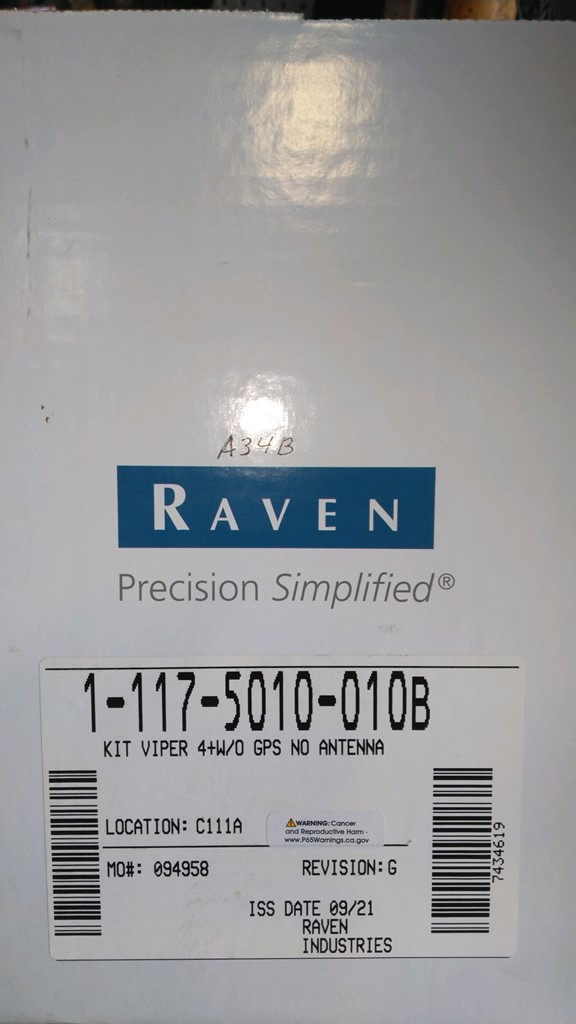 A34B
RAVEN
Precision Simplified®
1-117-5010-010B
KIT VIPER 4+W/O GPS NO ANTENNA
LOCATION: C111A
WARNING: Cancer
and Reproductive Harm -
www.P65Warnings.ca.gov
MO#: 094958
REVISION: G
7434619
ISS DATE 09/21
RAVEN
INDUSTRIES